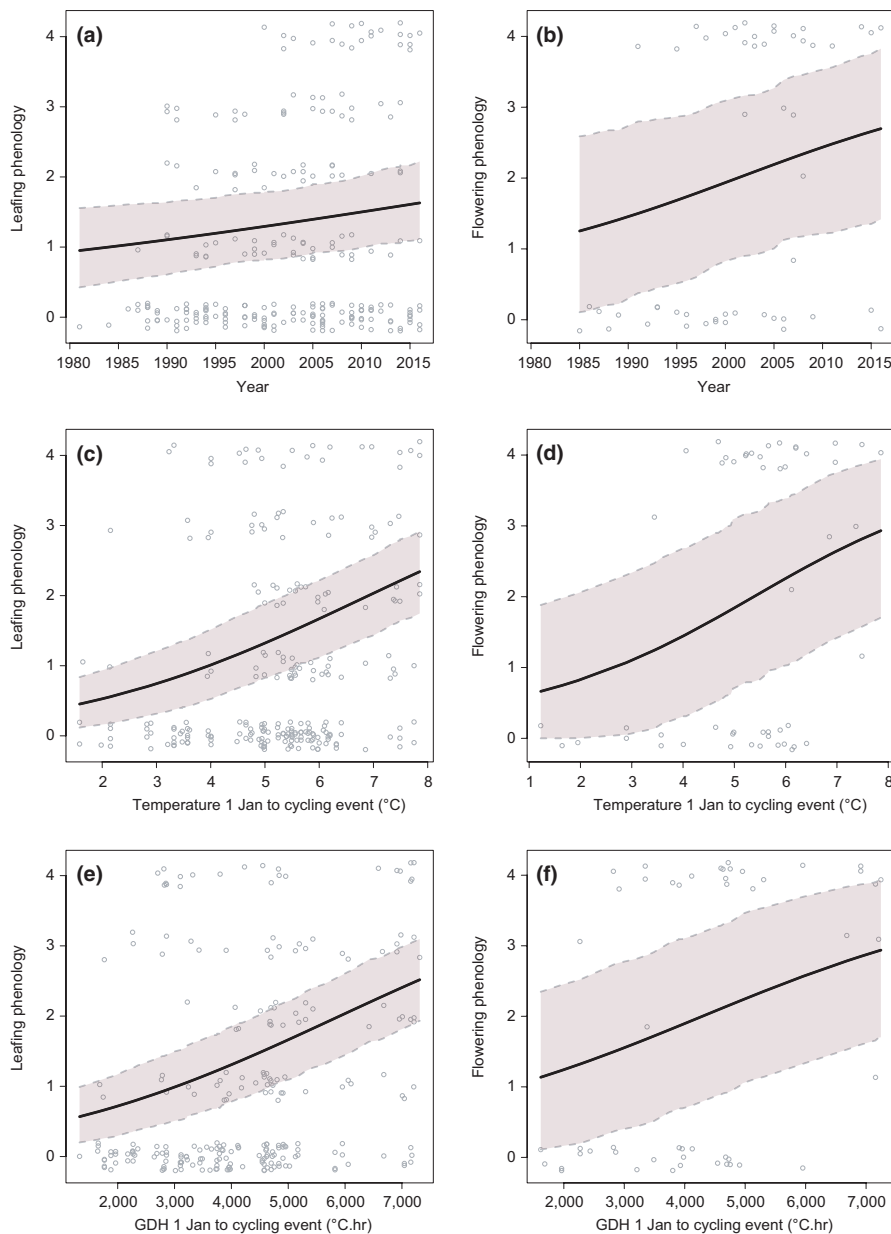 (a)
Leafing phenology
4
3
2
1
0
1980 1985 1990 1995 2000 2005 2010 2015
Year
(b)
Flowering phenology
4
3
2
1
0
1980 1985 1990 1995 2000 2005 2010 2015
Year
(c)
Leafing phenology
4
3
2
1
0
2 3 4 5 6 7 8
Temperature 1 Jan to cycling event (°C)
(d)
Flowering phenology
4
3
2
1
0
1 2 3 4 5 6 7 8
Temperature 1 Jan to cycling event (°C)
(e)
Leafing phenology
4
3
2
1
0
2,000 3,000 4,000 5,000 6,000 7,000
GDH 1 Jan to cycling event (°C.hr)
(f)
Flowering phenology
4
3
2
1
0
2,000 3,000 4,000 5,000 6,000 7,000
GDH 1 Jan to cycling event (°C.hr)